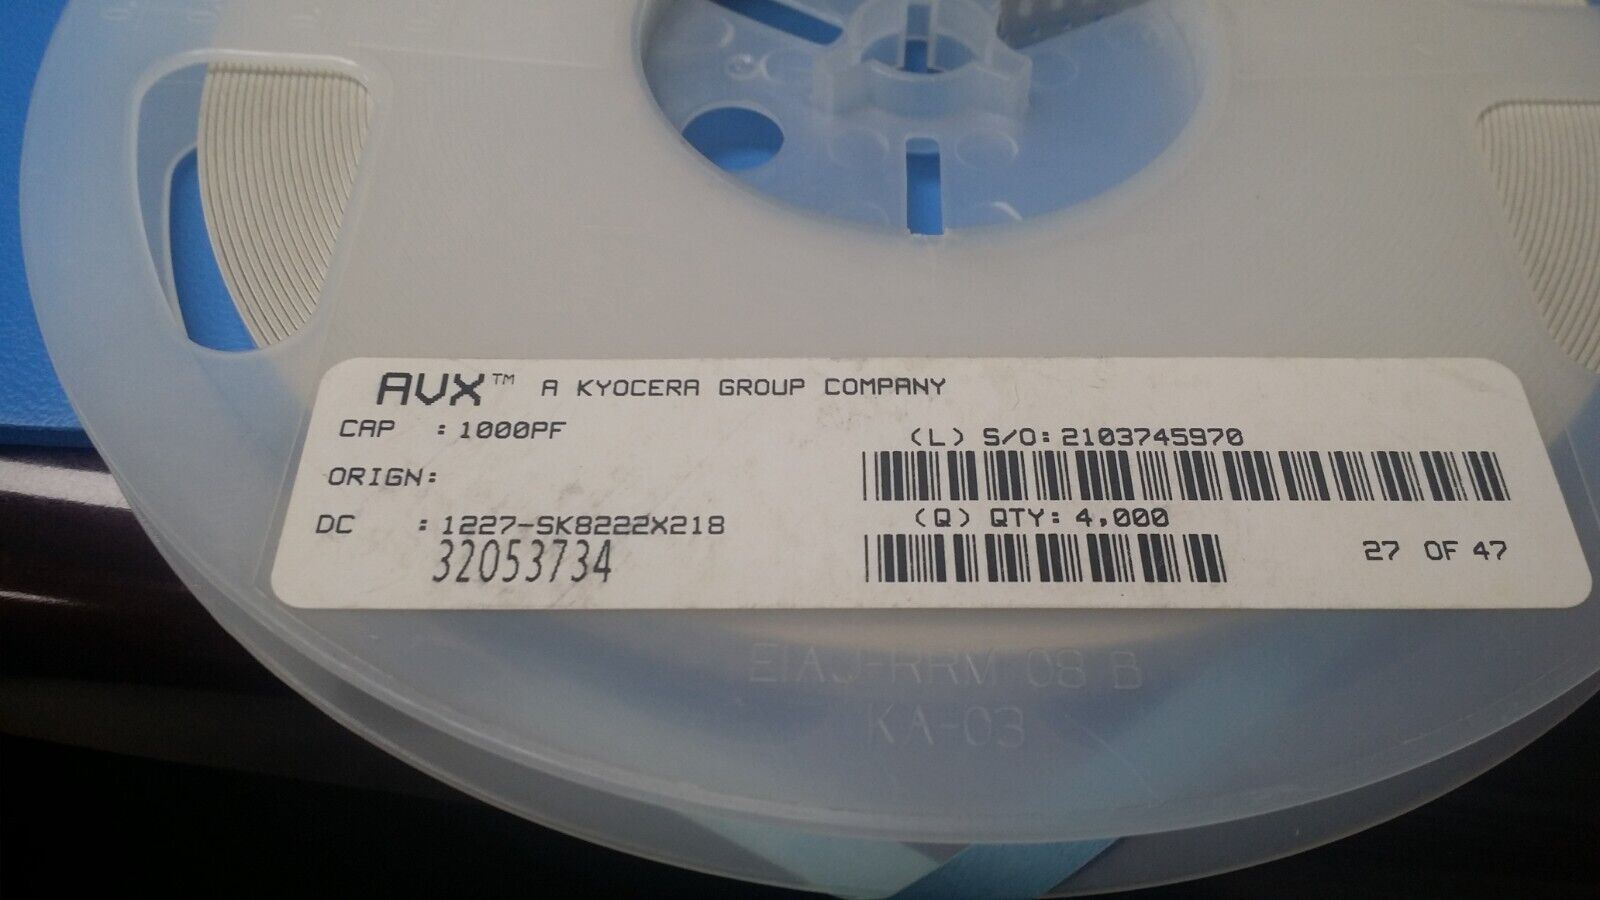 AVX™ A KYOCERA GROUP COMPANY
CAP : 1000PF
(L) S/O: 2103745970
ORIGN:
(Q) QTY: 4,000
DC : 1227-SK8222X218
32053734
27 OF 47
EIAJ-RRM 08 B
KA-03